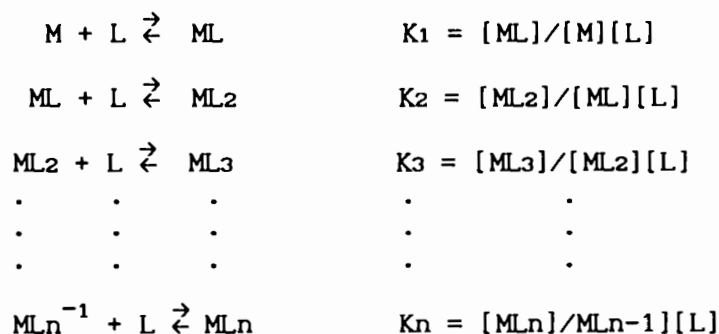 M + L ⇄ ML K1 = [ML]/[M][L]
ML + L ⇄ ML2 K2 = [ML2]/[ML][L]
ML2 + L ⇄ ML3 K3 = [ML3]/[ML2][L]
. . . . .
. . . . .
. . . . .
MLn⁻¹ + L ⇄ MLn Kn = [MLn]/MLn-1][L]